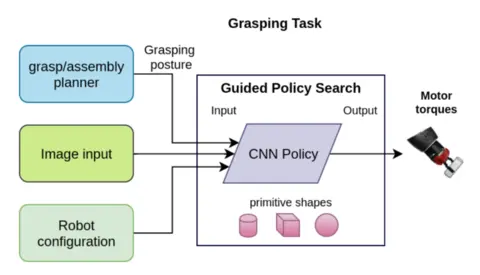 Grasping Task
grasp/assembly
planner
Grasping
posture
Guided Policy Search
Input
Output
Motor
torques
Image input
CNN Policy
Robot
configuration
primitive shapes